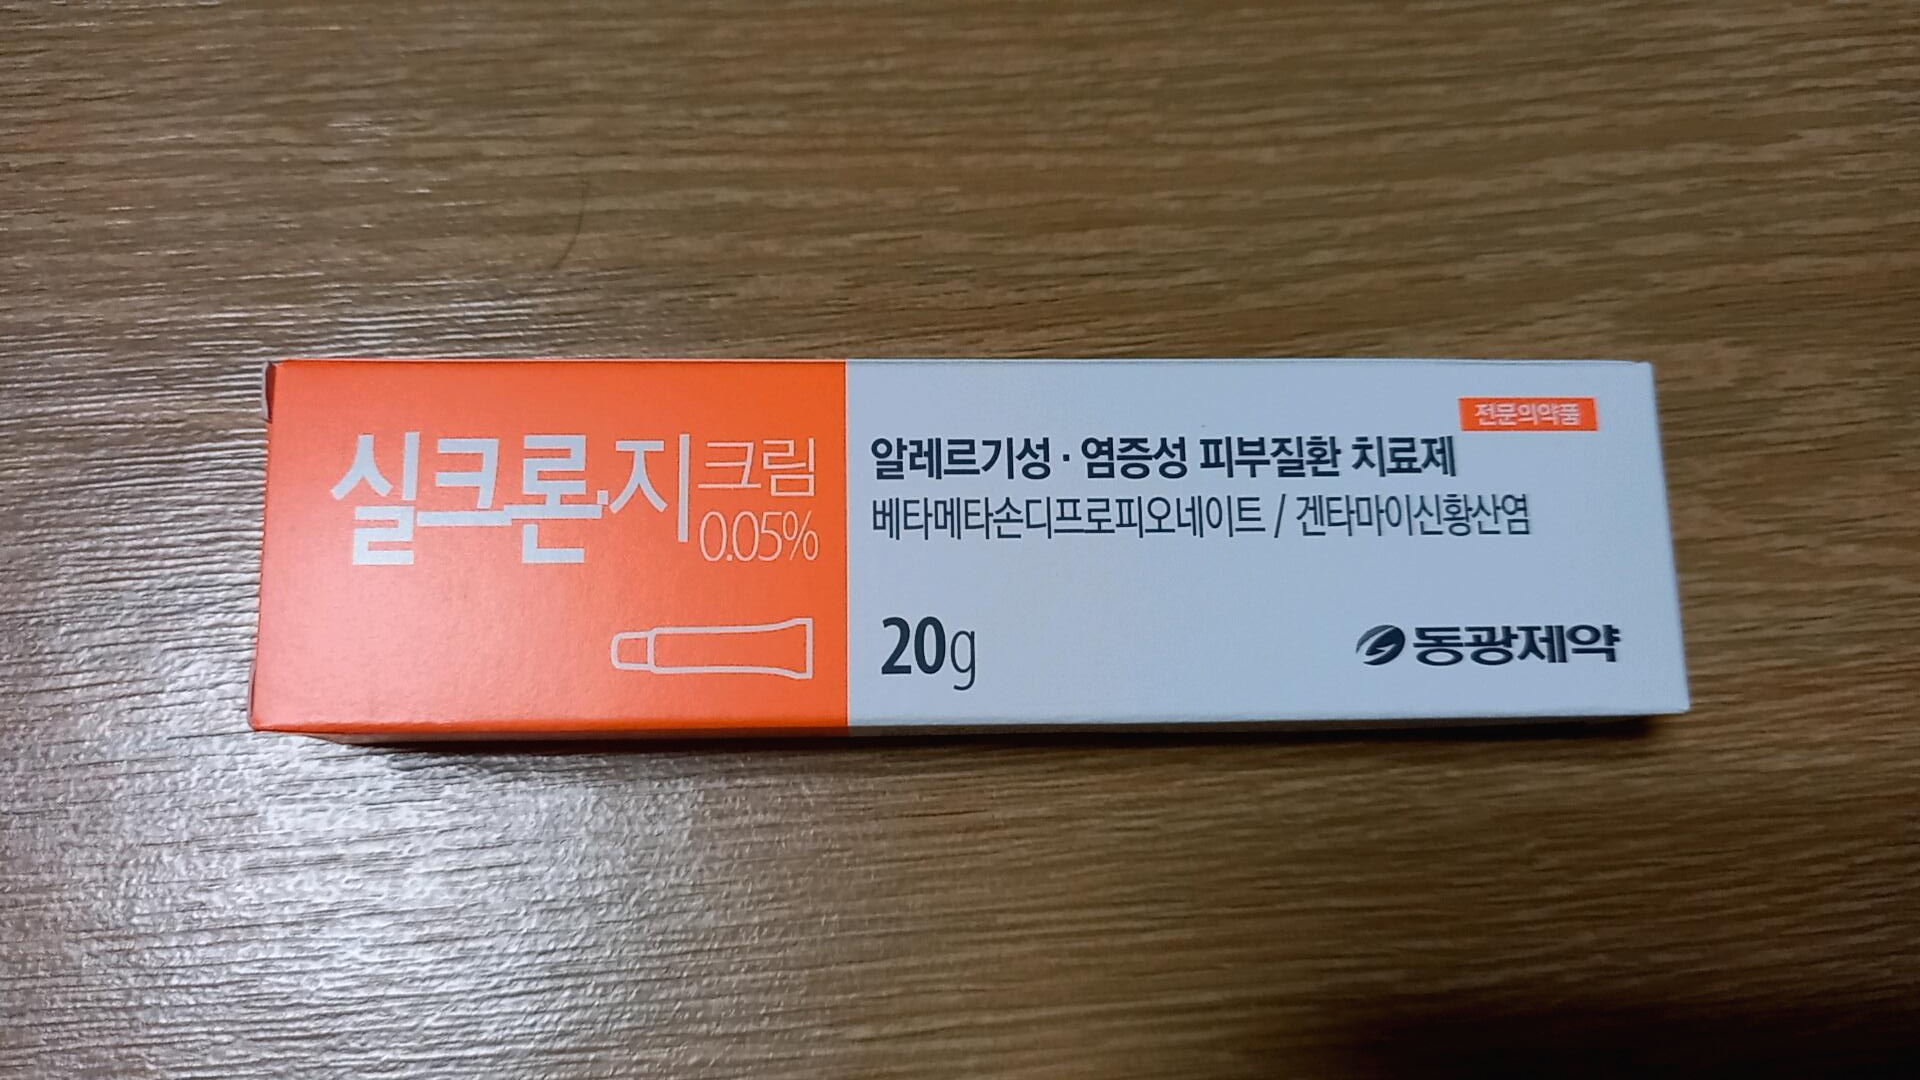 실크론·지크림
0.05%
전문의약품
알레르기성·염증성 피부질환 치료제
베타메타손디프로피오네이트 / 겐타마이신황산염
20g
동광제약